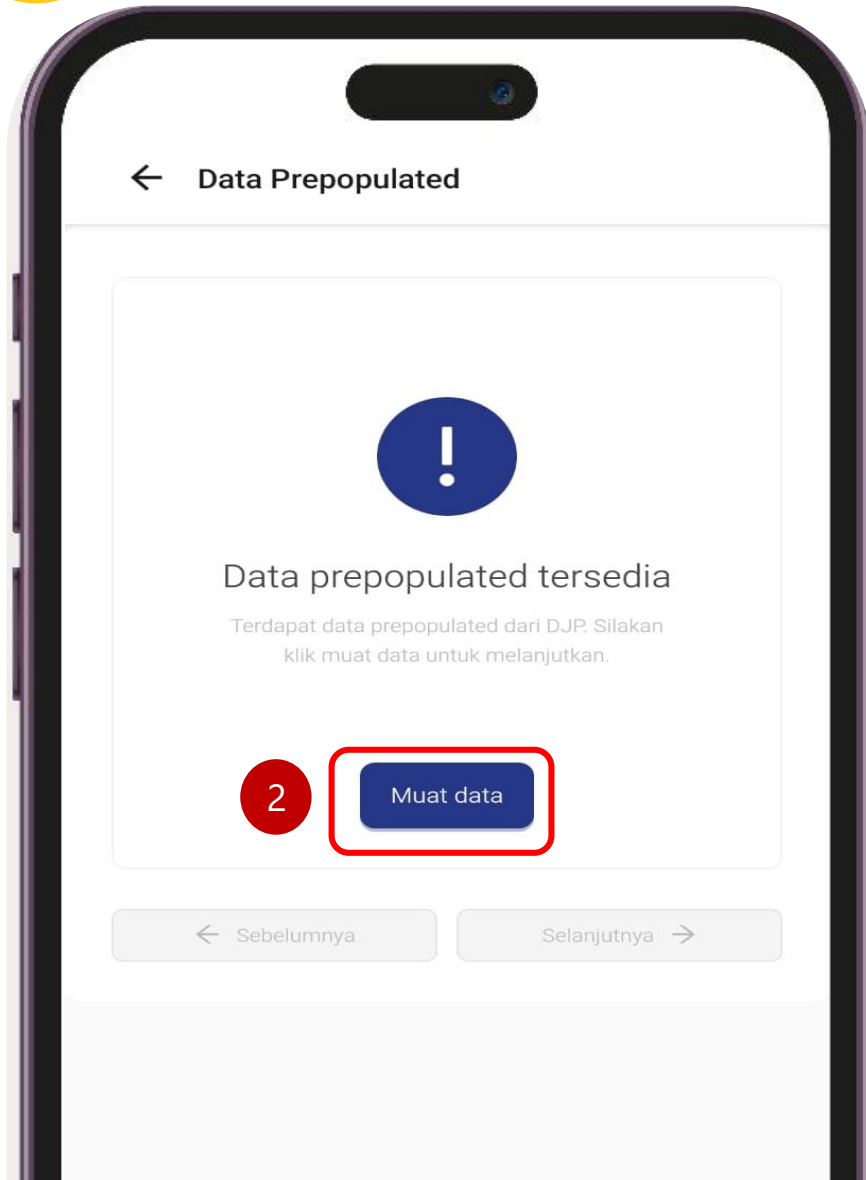 Data Prepopulated
!
Data prepopulated tersedia
Terdapat data prepopulated dari DJP. Silakan
klik muat data untuk melanjutkan.
2
Muat data
← Sebelumnya
Selanjutnya →